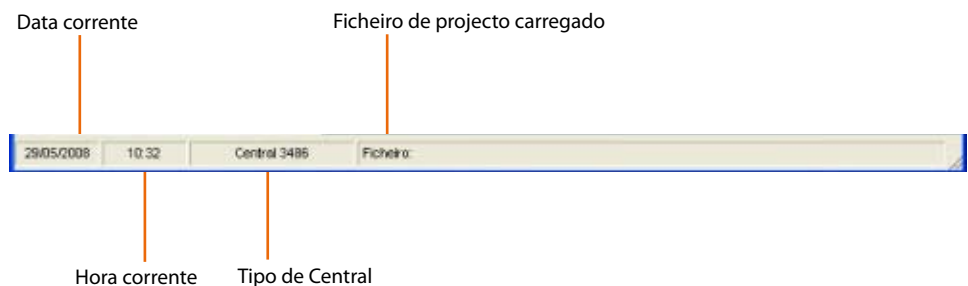 Data corrente
Ficheiro de projecto carregado
29/05/2008 10:32 Central 3486 Ficheiro:
Hora corrente
Tipo de Central